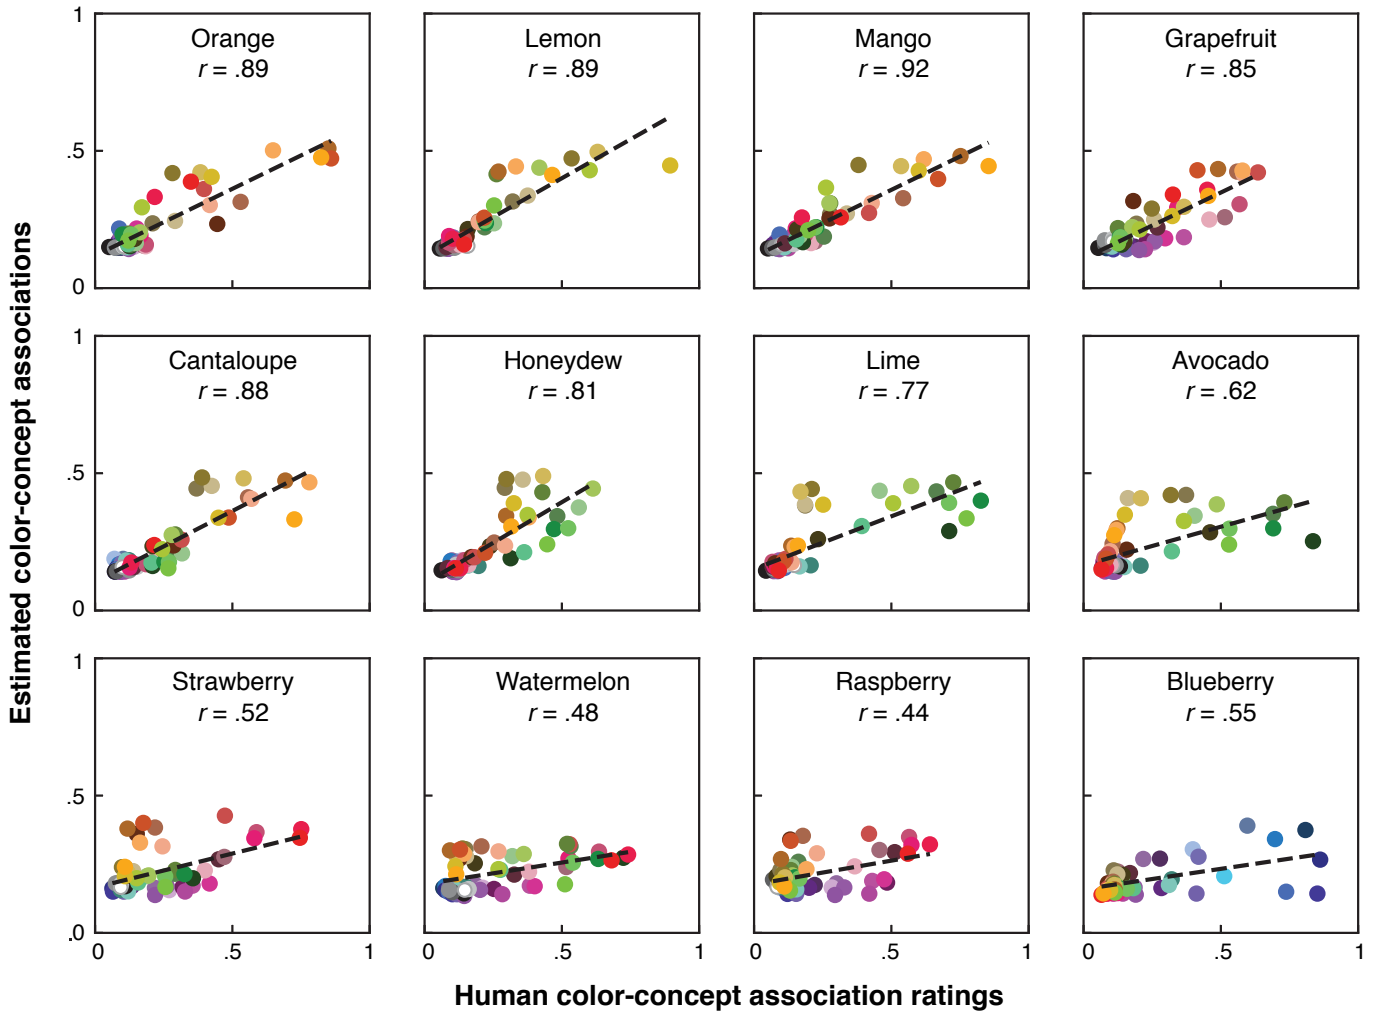 1
Orange
r = .89
Lemon
r = .89
Mango
r = .92
Grapefruit
r = .85
.5
0
1
Cantaloupe
r = .88
Honeydew
r = .81
Lime
r = .77
Avocado
r = .62
.5
0
1
Strawberry
r = .52
Watermelon
r = .48
Raspberry
r = .44
Blueberry
r = .55
.5
.0
0 .5 1
0 .5 1
0 .5 1
0 .5 1
Estimated color-concept associations
Human color-concept association ratings